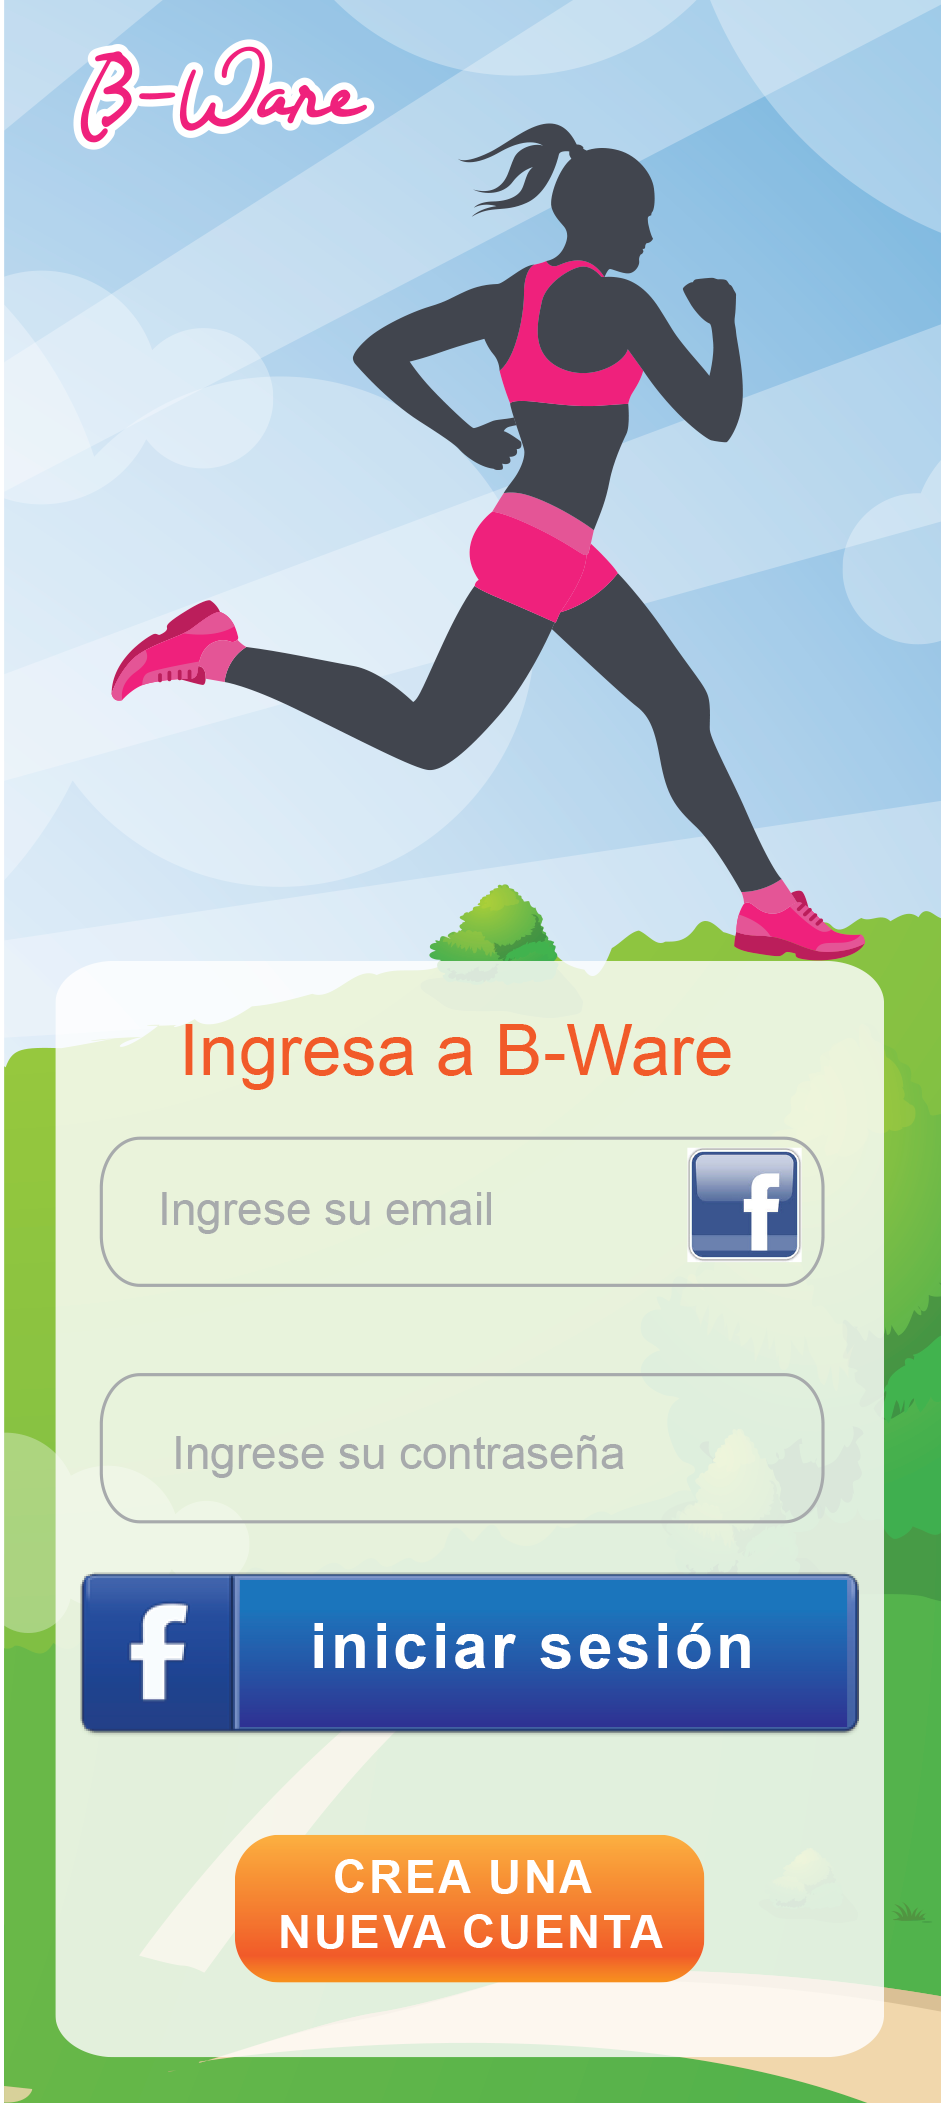 B-Ware
Ingresa a B-Ware
Ingrese su email
f
Ingrese su contraseña
f
iniciar sesión
CREA UNA
NUEVA CUENTA